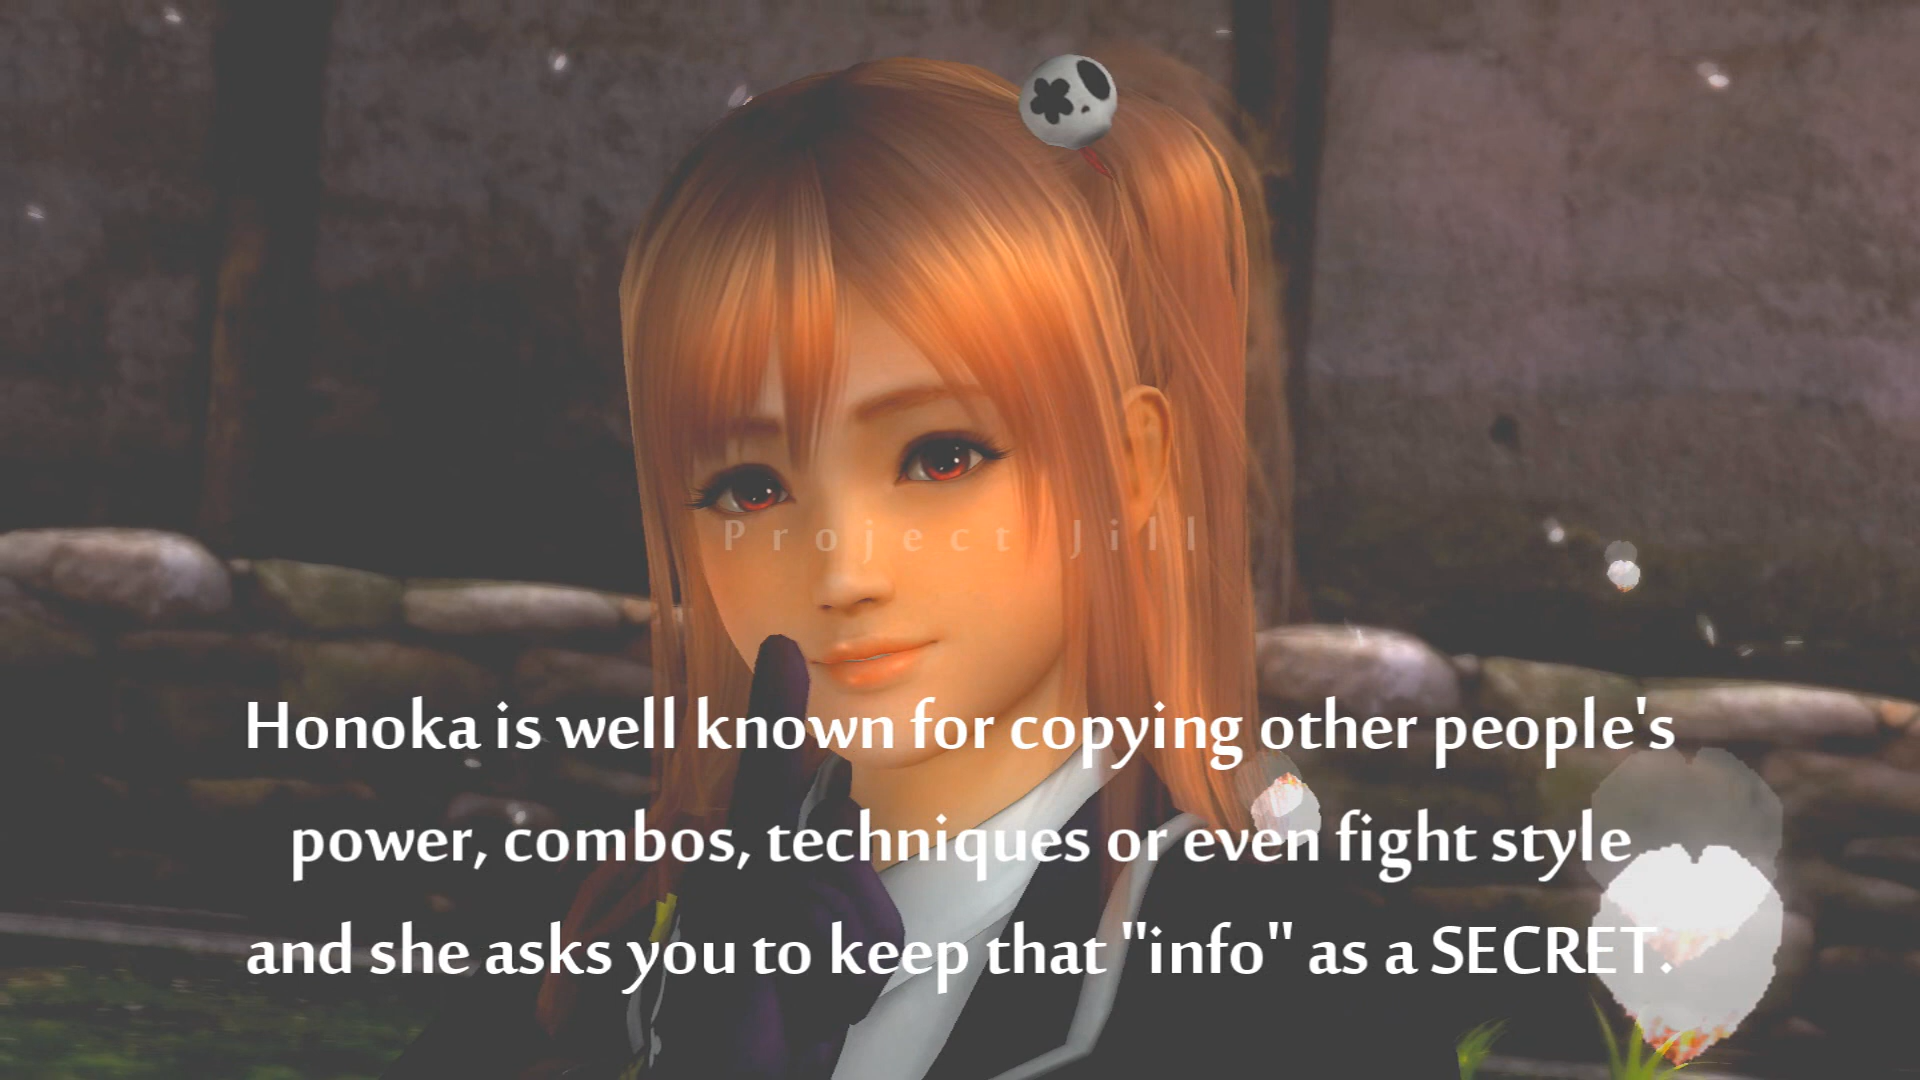 Project Jill
Honoka is well known for copying other people's
power, combos, techniques or even fight style
and she asks you to keep that "info" as a SECRET.